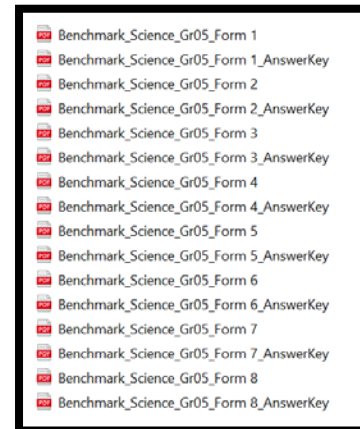 Benchmark_Science_Gr05_Form 1
Benchmark_Science_Gr05_Form 1_AnswerKey
Benchmark_Science_Gr05_Form 2
Benchmark_Science_Gr05_Form 2_AnswerKey
Benchmark_Science_Gr05_Form 3
Benchmark_Science_Gr05_Form 3_AnswerKey
Benchmark_Science_Gr05_Form 4
Benchmark_Science_Gr05_Form 4_AnswerKey
Benchmark_Science_Gr05_Form 5
Benchmark_Science_Gr05_Form 5_AnswerKey
Benchmark_Science_Gr05_Form 6
Benchmark_Science_Gr05_Form 6_AnswerKey
Benchmark_Science_Gr05_Form 7
Benchmark_Science_Gr05_Form 7_AnswerKey
Benchmark_Science_Gr05_Form 8
Benchmark_Science_Gr05_Form 8_AnswerKey